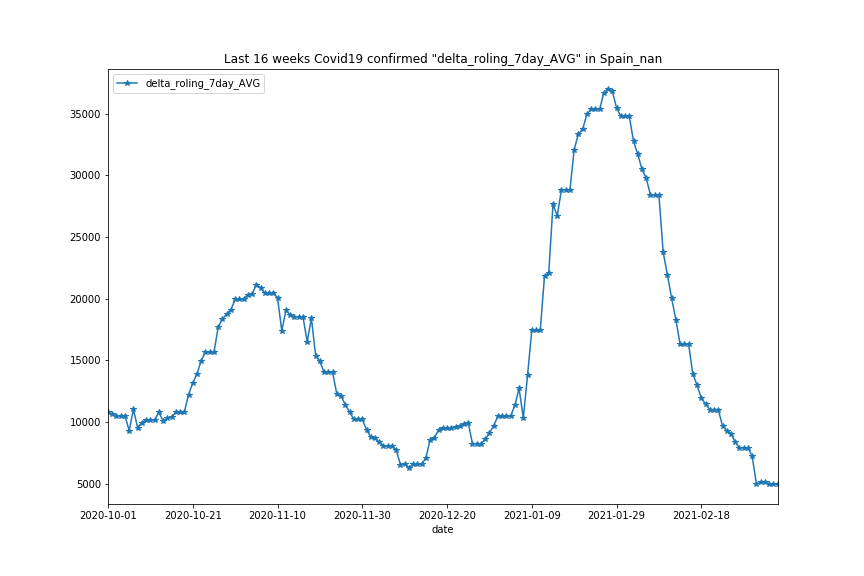 Last 16 weeks Covid19 confirmed "delta_roling_7day_AVG" in Spain_nan
delta_roling_7day_AVG
35000
30000
25000
20000
15000
10000
5000
2020-10-01 2020-10-21 2020-11-10 2020-11-30 2020-12-20 2021-01-09 2021-01-29 2021-02-18
date